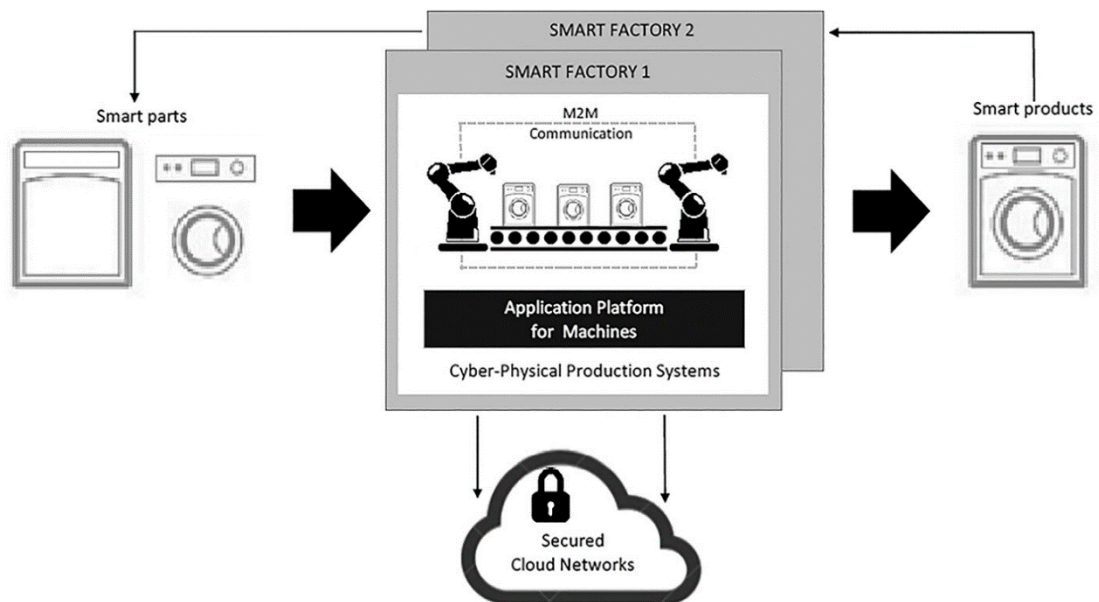 SMART FACTORY 2
SMART FACTORY 1
Smart parts
M2M
Communication
Smart products
Application Platform
for Machines
Cyber-Physical Production Systems
Secured
Cloud Networks